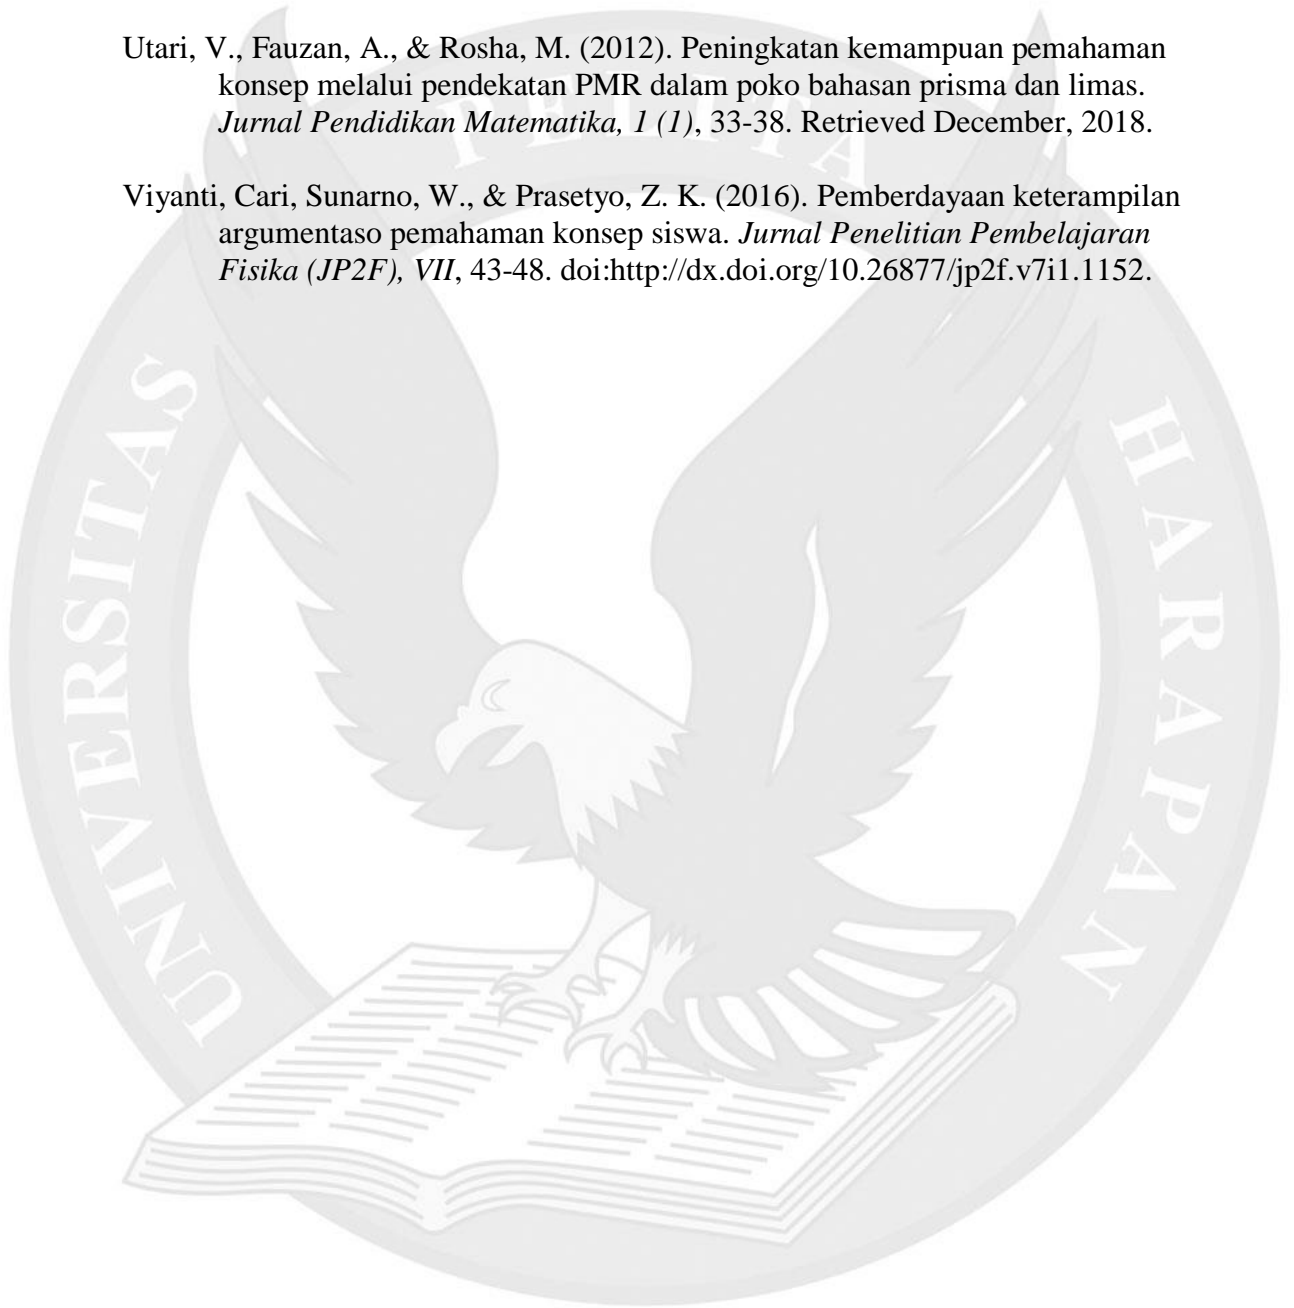 Utari, V., Fauzan, A., & Rosha, M. (2012). Peningkatan kemampuan pemahaman
konsep melalui pendekatan PMR dalam poko bahasan prisma dan limas.
Jurnal Pendidikan Matematika, 1 (1), 33-38. Retrieved December, 2018.
Viyanti, Cari, Sunarno, W., & Prasetyo, Z. K. (2016). Pemberdayaan keterampilan
argumentaso pemahaman konsep siswa. Jurnal Penelitian Pembelajaran
Fisika (JP2F), VII, 43-48. doi:http://dx.doi.org/10.26877/jp2f.v7i1.1152.
UNIVERSITAS PELITA HARAPAN